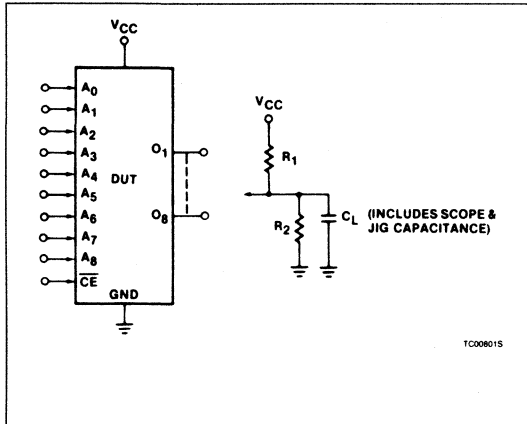 VCC
A0
A1
A2
A3
A4
A5
A6
A7
A8
CE
DUT
O1
O8
GND
VCC
R1
R2
CL
(INCLUDES SCOPE &
JIG CAPACITANCE)
TC00801S